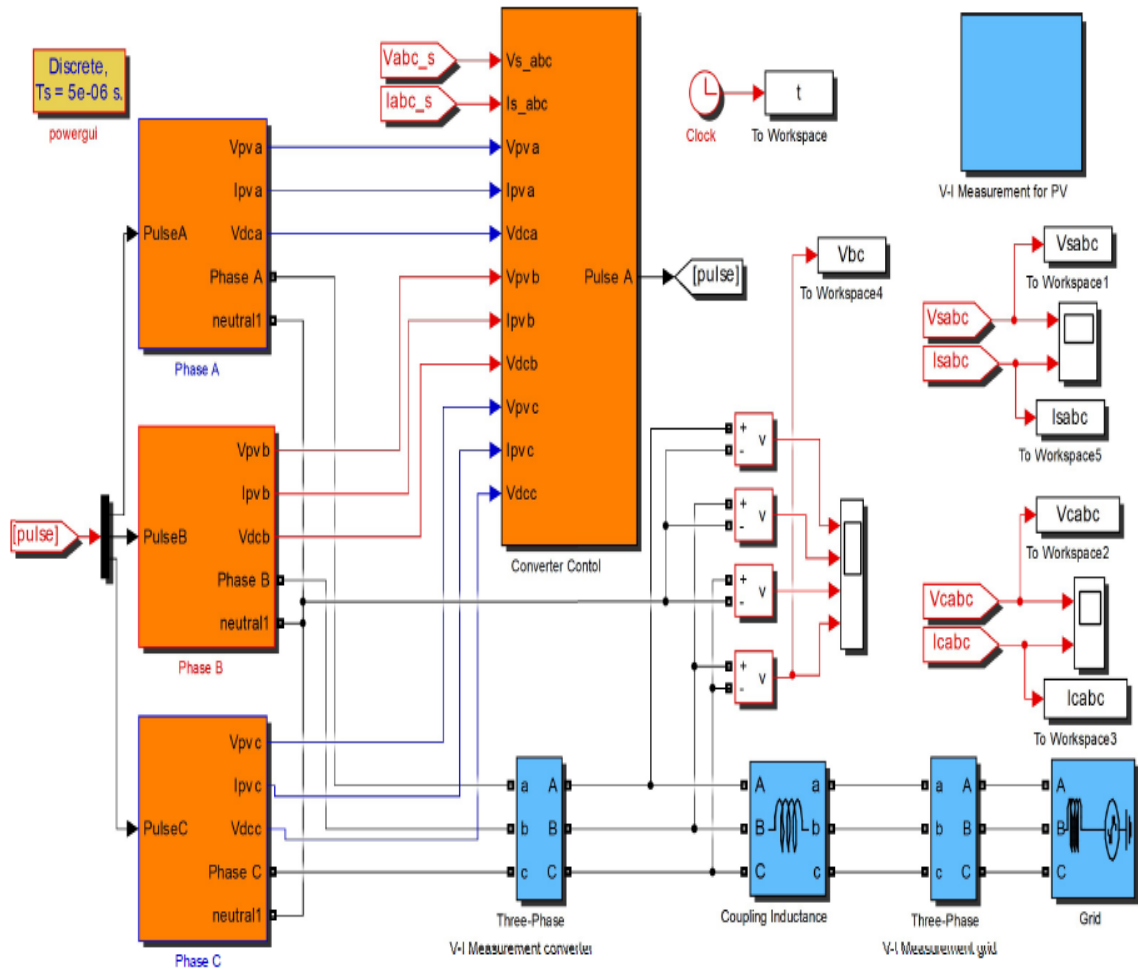 Discrete,
Ts = 5e-06 s.
powergui
Vabc_s
Iabc_s
Vs_abc
Is_abc
Vpva
Ipva
Vdca
Vpvb
Ipvb
Vdcb
Vpvc
Ipvc
Vdcc
Pulse A
Converter Contol
[pulse]
Clock
t
To Workspace
V-I Measurement for PV
PulseA
Vpva
Ipva
Vdca
Phase A
neutral1
Phase A
[pulse]
PulseB
Vpvb
Ipvb
Vdcb
Phase B
neutral1
Phase B
PulseC
Vpvc
Ipvc
Vdcc
Phase C
neutral1
Phase C
Vbc
To Workspace4
+
-
v
+
-
v
+
-
v
+
-
v
Vsabc
To Workspace1
Vsabc
Isabc
Isabc
To Workspace5
Vcabc
To Workspace2
Vcabc
Icabc
Icabc
To Workspace3
a A
b B
c C
Three-Phase
V-I Measurement converter
A a
B b
C c
Coupling Inductance
a A
b B
c C
Three-Phase
V-I Measurement grid
A
B
C
Grid